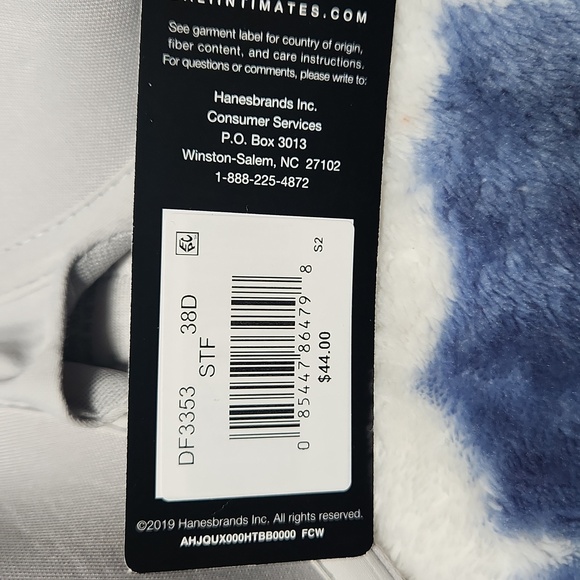 INTIMATES.COM
See garment label for country of origin,
fiber content, and care instructions.
For questions or comments, please write to:
Hanesbrands Inc.
Consumer Services
P.O. Box 3013
Winston-Salem, NC 27102
1-888-225-4872
DF3353
STF
38D
0 85447 86479 8
S2
$44.00
©2019 Hanesbrands Inc. All rights reserved.
AHJQUX000HTBB0000 FCW